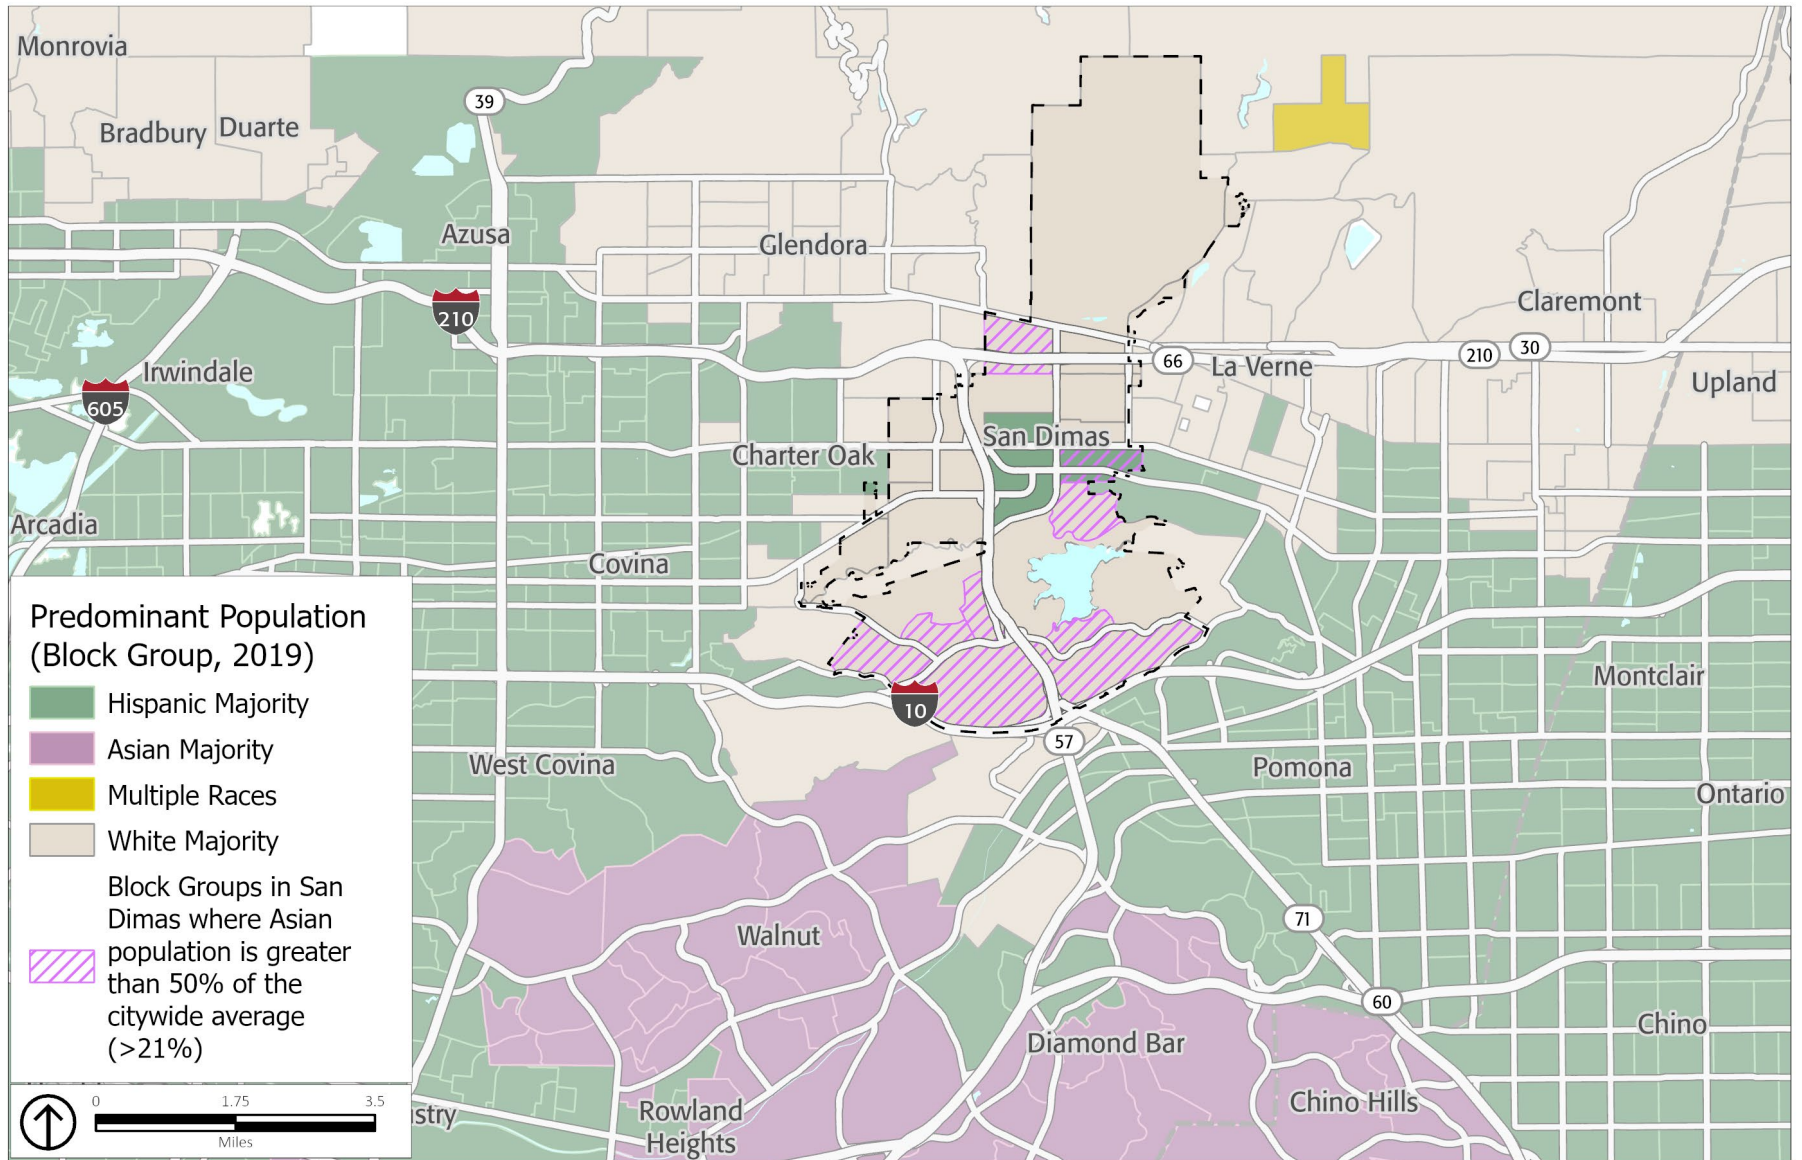 Monrovia
39
Bradbury
Duarte
Azusa
Glendora
Claremont
210
66
La Verne
210
30
Upland
Irwindale
605
San Dimas
Charter Oak
Arcadia
Covina
Predominant Population
(Block Group, 2019)
Hispanic Majority
Asian Majority
Multiple Races
White Majority
Block Groups in San
Dimas where Asian
population is greater
than 50% of the
citywide average
(>21%)
Montclair
10
57
West Covina
Pomona
Ontario
71
Walnut
60
Diamond Bar
Chino
Chino Hills
Rowland
Heights
stry
0 1.75 3.5
Miles